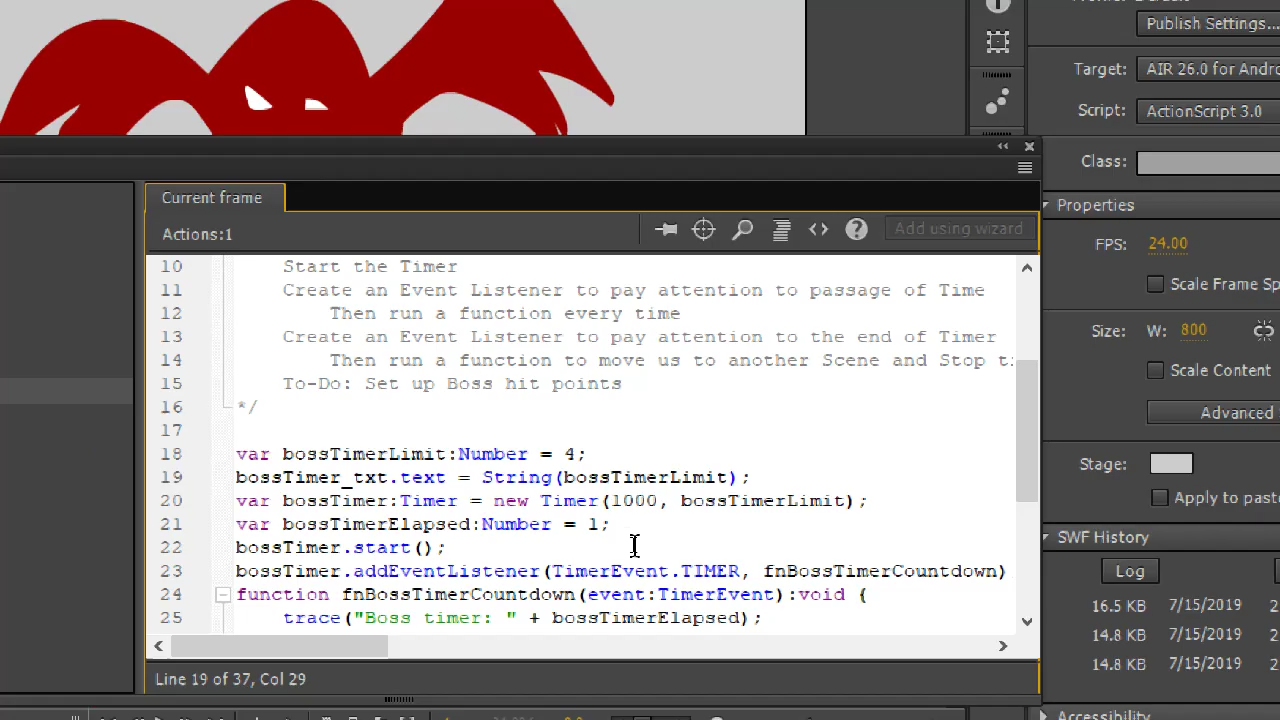 Publish Settings...
Target: AIR 26.0 for Andro
Script: ActionScript 3.0
Class:
Properties
FPS: 24.00
Scale Frame Sp
Size: W: 800
Scale Content
Advanced
Stage:
Apply to paste
SWF History
Log
16.5 KB 7/15/2019 2
14.8 KB 7/15/2019 2
14.8 KB 7/15/2019 2
Accessibility
Current frame
Actions:1
Add using wizard
10 Start the Timer
11 Create an Event Listener to pay attention to passage of Time
12 Then run a function every time
13 Create an Event Listener to pay attention to the end of Timer
14 Then run a function to move us to another Scene and Stop ti
15 To-Do: Set up Boss hit points
16 */
17
18 var bossTimerLimit:Number = 4;
19 bossTimer_txt.text = String(bossTimerLimit);
20 var bossTimer:Timer = new Timer(1000, bossTimerLimit);
21 var bossTimerElapsed:Number = 1;
22 bossTimer.start();
23 bossTimer.addEventListener(TimerEvent.TIMER, fnBossTimerCountdown)
24 function fnBossTimerCountdown(event:TimerEvent):void {
25 trace("Boss timer: " + bossTimerElapsed);
Line 19 of 37, Col 29